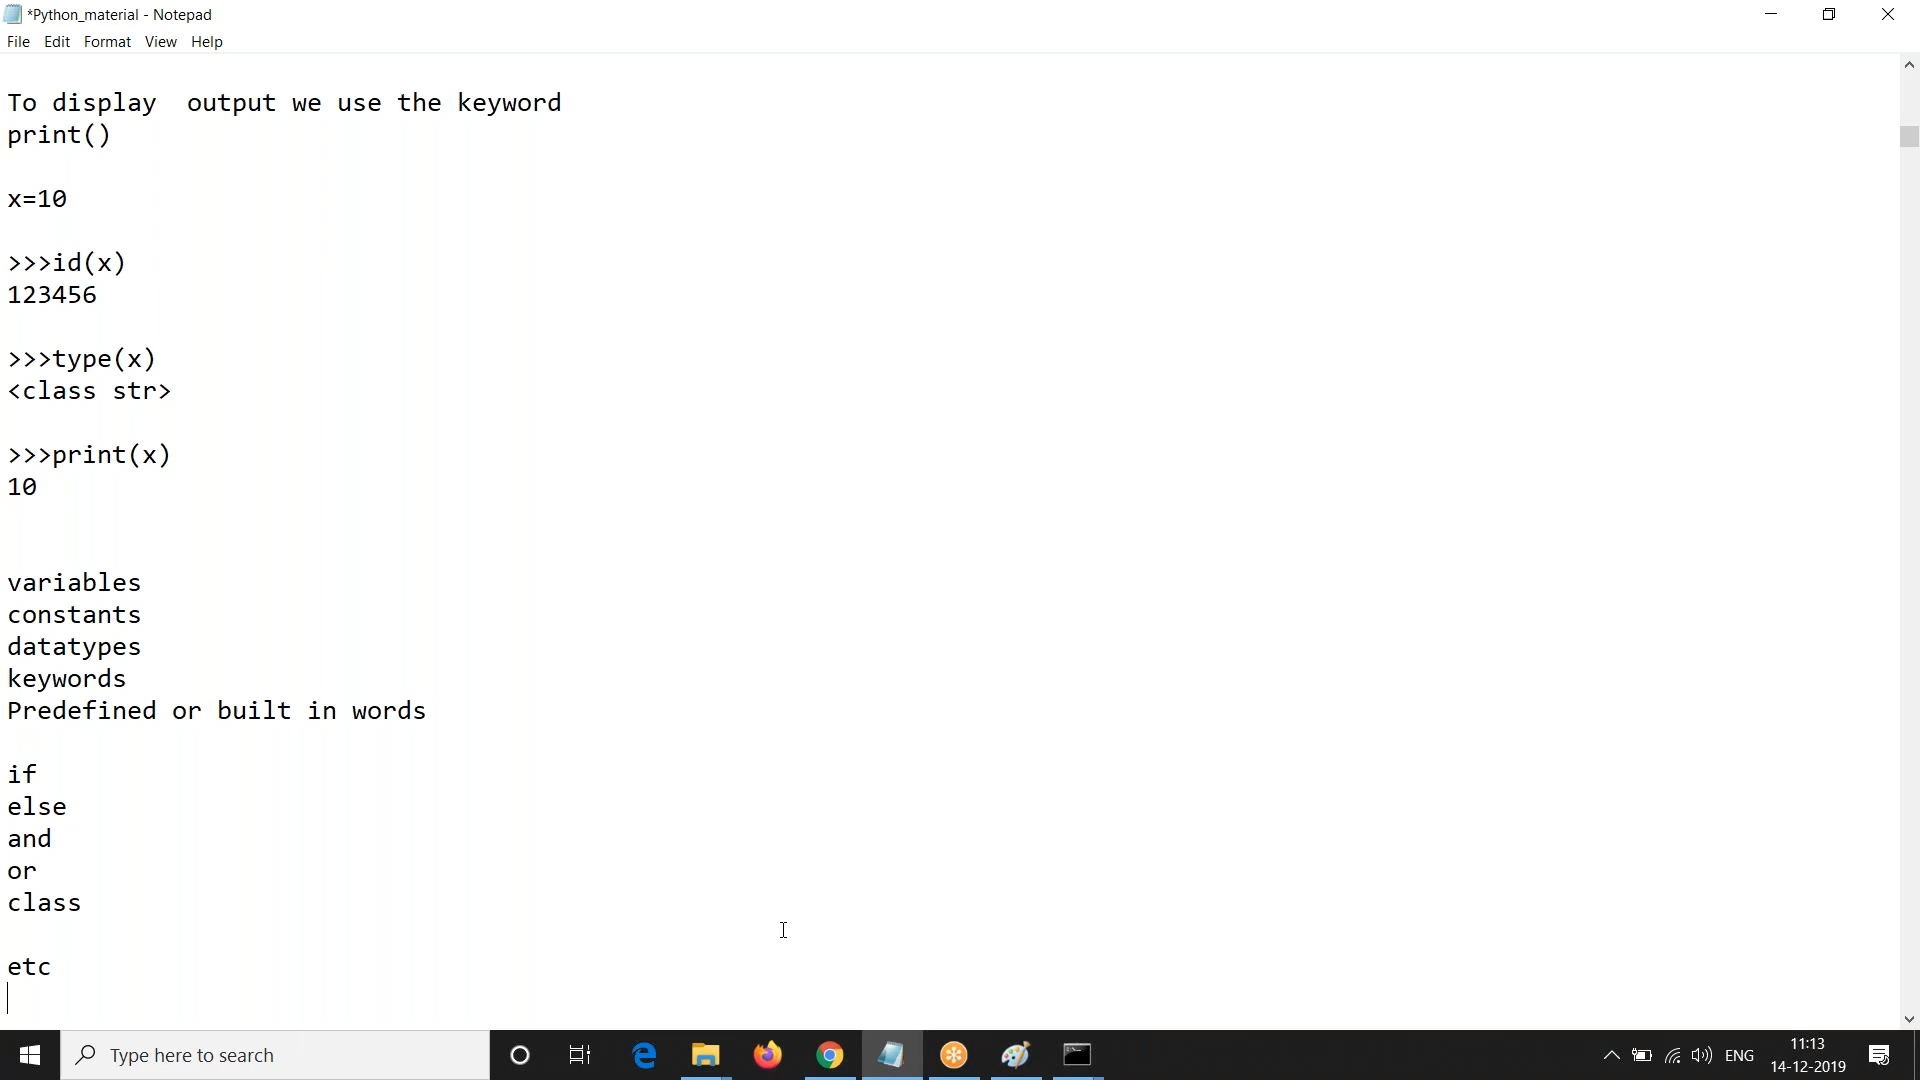 *Python_material - Notepad
File Edit Format View Help
To display  output we use the keyword
print()
x=10
>>>id(x)
123456
>>>type(x)
<class str>
>>>print(x)
10
variables
constants
datatypes
keywords
Predefined or built in words
if
else
and
or
class
etc
Type here to search
ENG
11:13
14-12-2019